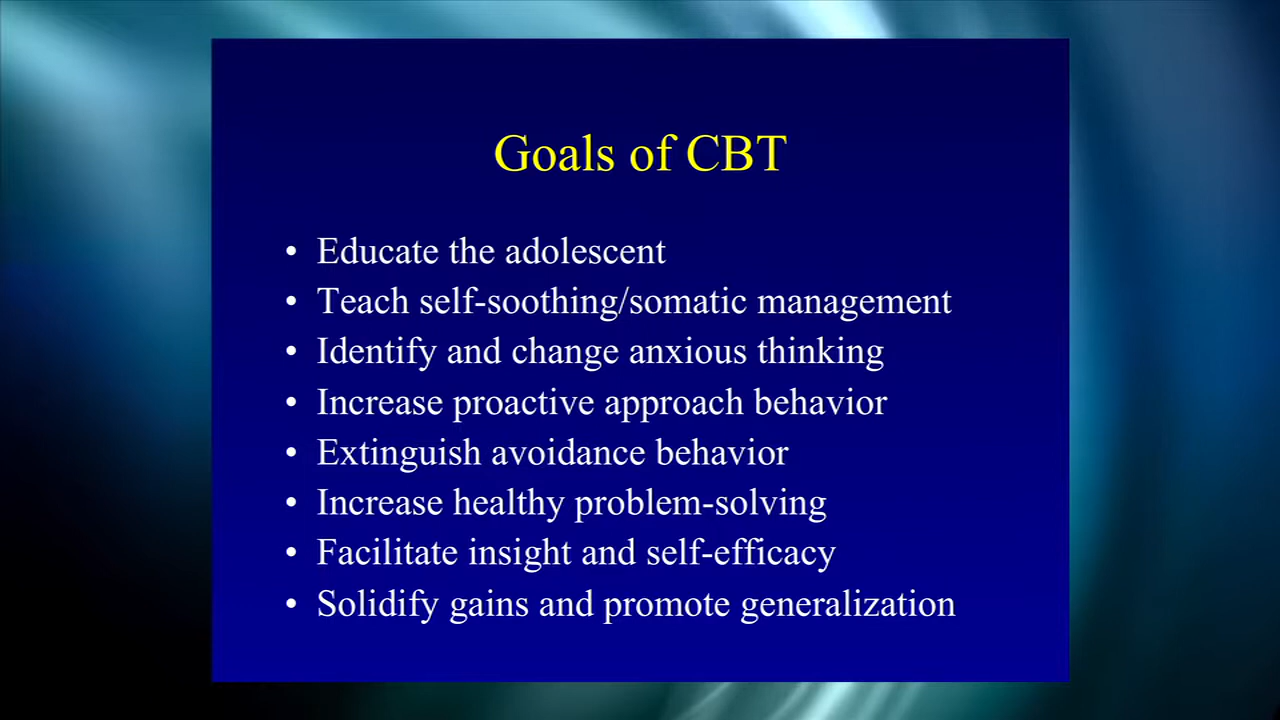 Goals of CBT
• Educate the adolescent
• Teach self-soothing/somatic management
• Identify and change anxious thinking
• Increase proactive approach behavior
• Extinguish avoidance behavior
• Increase healthy problem-solving
• Facilitate insight and self-efficacy
• Solidify gains and promote generalization